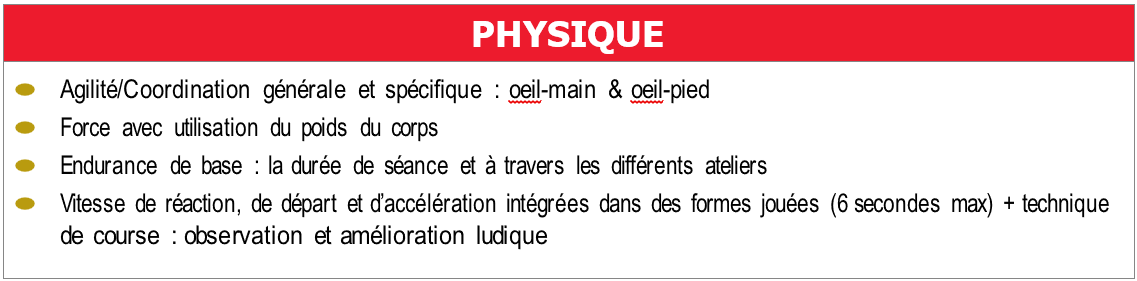 PHYSIQUE
Agilité/Coordination générale et spécifique : oeil-main & oeil-pied
Force avec utilisation du poids du corps
Endurance de base : la durée de séance et à travers les différents ateliers
Vitesse de réaction, de départ et d’accélération intégrées dans des formes jouées (6 secondes max) + technique
de course : observation et amélioration ludique